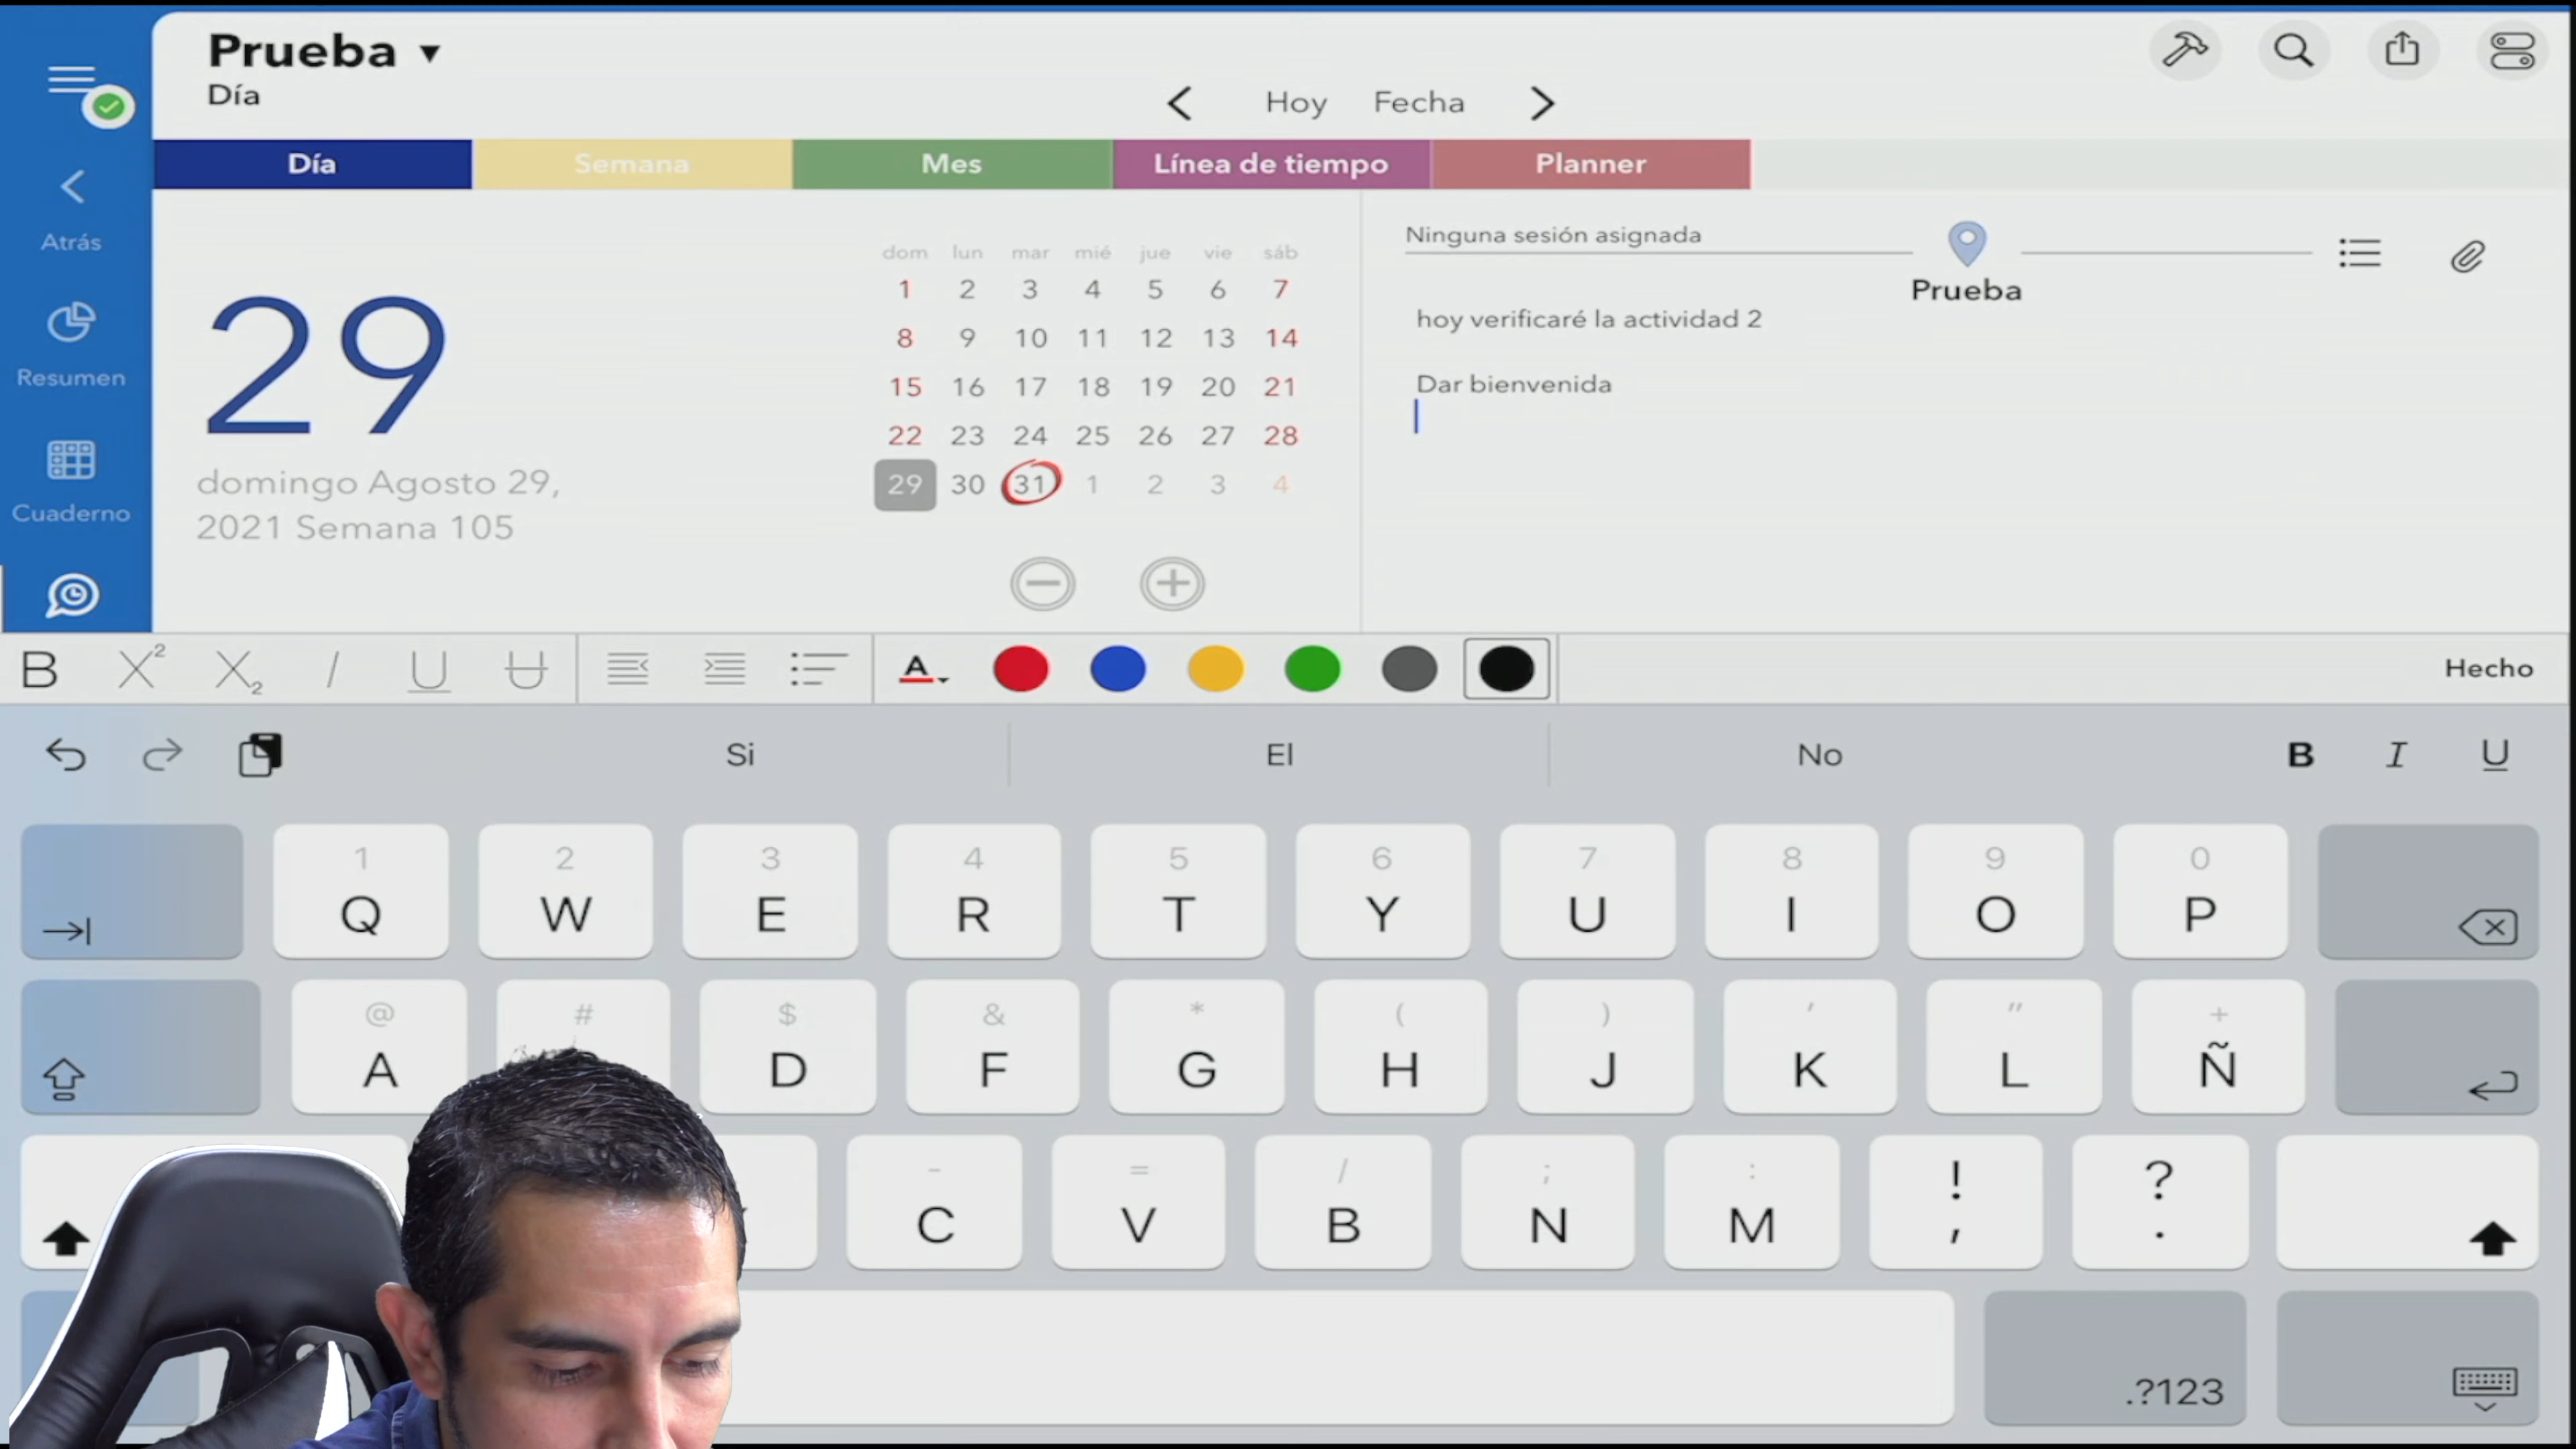 Prueba ▼
Día
Hoy Fecha
Día Semana Mes Línea de tiempo Planner
Atrás
Resumen
Cuaderno
29
domingo Agosto 29,
2021 Semana 105
dom lun mar mié jue vie sáb
1 2 3 4 5 6 7
8 9 10 11 12 13 14
15 16 17 18 19 20 21
22 23 24 25 26 27 28
29 30 31 1 2 3 4
Ninguna sesión asignada
Prueba
hoy verificaré la actividad 2
Dar bienvenida
B X² X₂ I U U A Hecho
Si El No B I U
1 2 3 4 5 6 7 8 9 0
Q W E R T Y U I O P
@ # $ & * ( ) ' " +
A D F G H J K L Ñ
- = / ; : ! ?
C V B N M , .
.?123